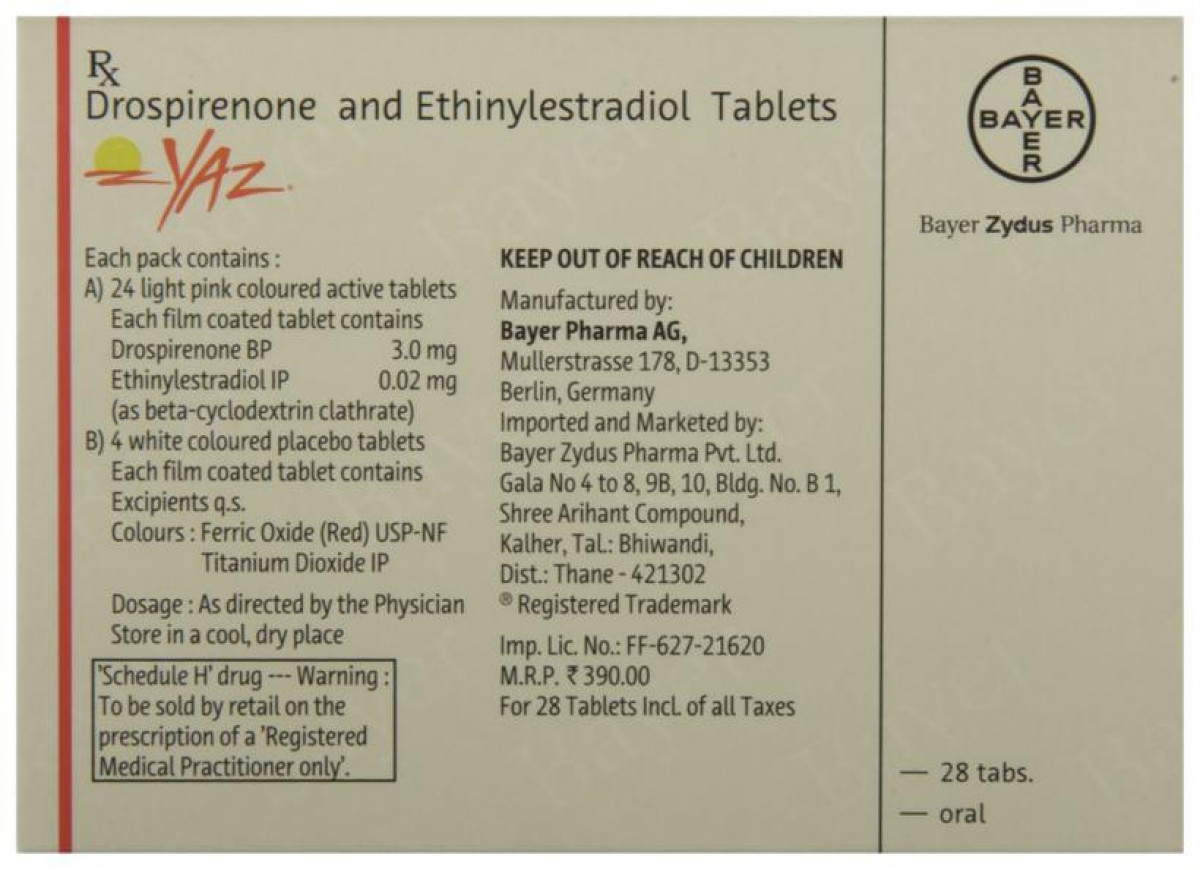 Rx
Drospirenone and Ethinylestradiol Tablets
YAZ
Each pack contains :
A) 24 light pink coloured active tablets
Each film coated tablet contains
Drospirenone BP 3.0 mg
Ethinylestradiol IP 0.02 mg
(as beta-cyclodextrin clathrate)
B) 4 white coloured placebo tablets
Each film coated tablet contains
Excipients q.s.
Colours : Ferric Oxide (Red) USP-NF
Titanium Dioxide IP
Dosage : As directed by the Physician
Store in a cool, dry place
'Schedule H' drug --- Warning :
To be sold by retail on the
prescription of a 'Registered
Medical Practitioner only'.
KEEP OUT OF REACH OF CHILDREN
Manufactured by:
Bayer Pharma AG,
Mullerstrasse 178, D-13353
Berlin, Germany
Imported and Marketed by:
Bayer Zydus Pharma Pvt. Ltd.
Gala No 4 to 8, 9B, 10, Bldg. No. B 1,
Shree Arihant Compound,
Kalher, Tal.: Bhiwandi,
Dist.: Thane - 421302
® Registered Trademark
Imp. Lic. No.: FF-627-21620
M.R.P. ₹ 390.00
For 28 Tablets Incl. of all Taxes
BAYER
BAYER
Bayer Zydus Pharma
— 28 tabs.
— oral